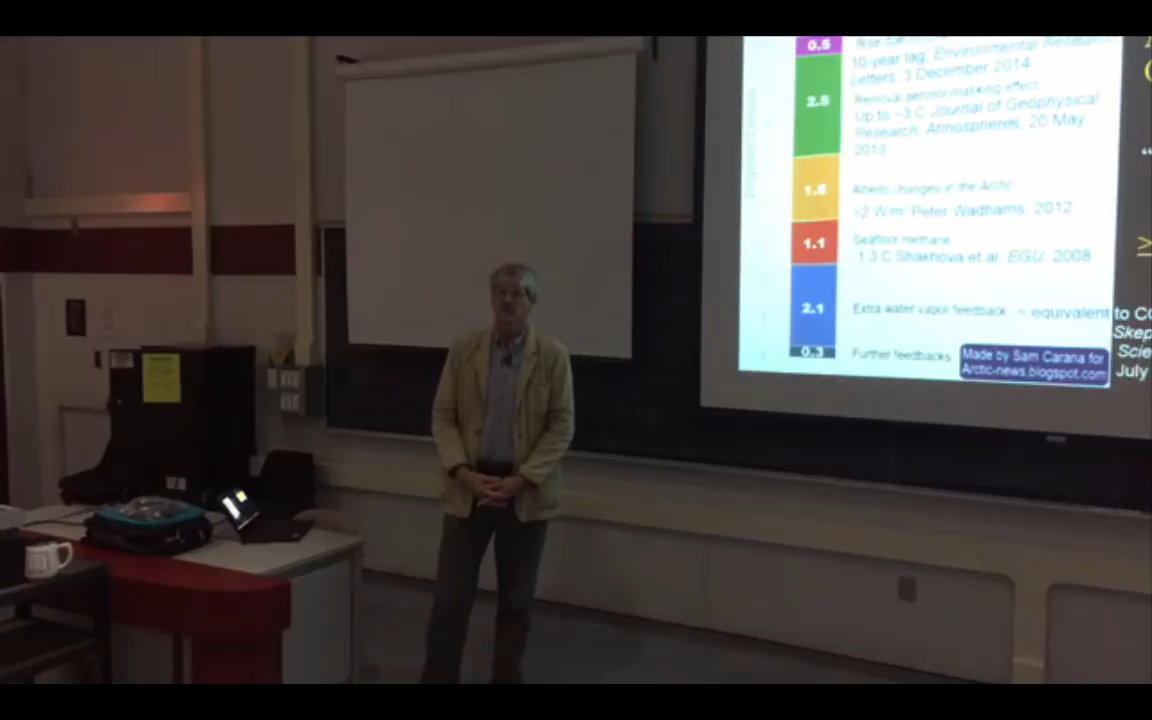 0.5
10-year lag. Environmental Research
Letters, 3 December 2014
2.5
Removal aerosol masking effect
Up to ~3 C Journal of Geophysical
Research: Atmospheres, 20 May
2013
1.6
Albedo changes in the Arctic
Peter Wadhams, 2012
1.1
Seafloor methane
Shakhova et al. EGU, 2008
2.1
Extra water vapor feedback ~ equivalent to CO
Skep
Scie
July
0.3
Further feedbacks
Made by Sam Carana for
Arctic-news.blogspot.com